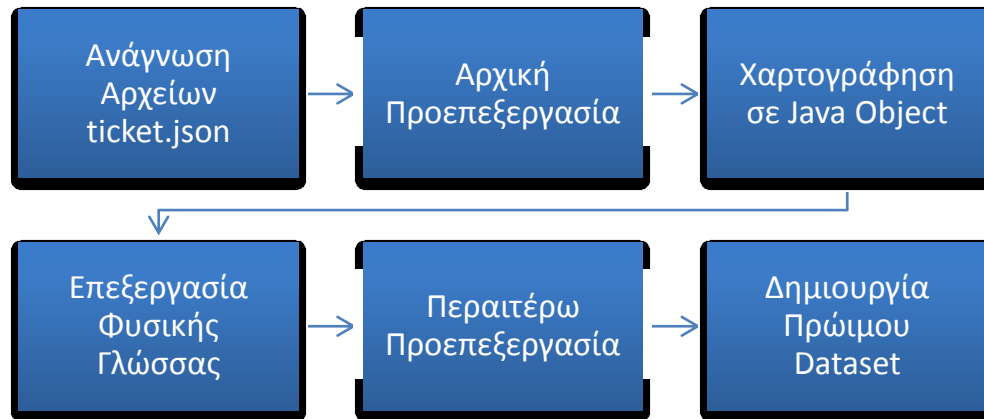 Ανάγνωση
Αρχείων
ticket.json
Αρχική
Προεπεξεργασία
Χαρτογράφηση
σε Java Object
Επεξεργασία
Φυσικής
Γλώσσας
Περαιτέρω
Προεπεξεργασία
Δημιουργία
Πρώιμου
Dataset